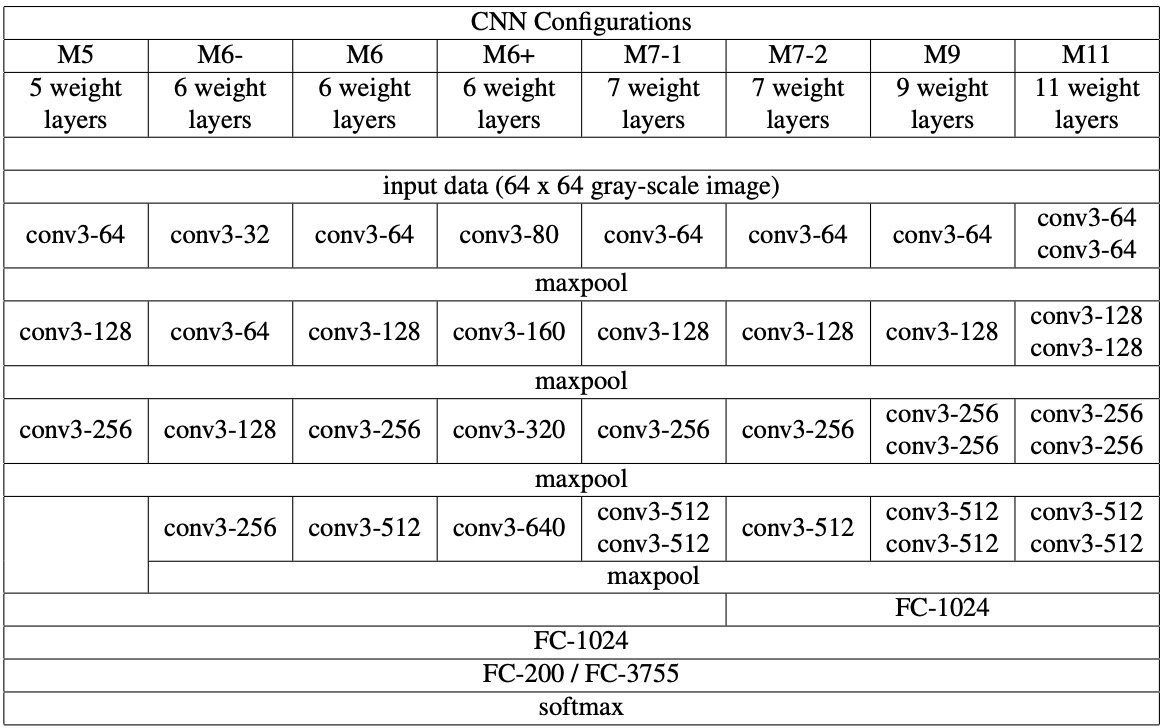 CNN Configurations
M5 M6- M6 M6+ M7-1 M7-2 M9 M11
5 weight layers 6 weight layers 6 weight layers 6 weight layers 7 weight layers 7 weight layers 9 weight layers 11 weight layers
input data (64 x 64 gray-scale image)
conv3-64 conv3-32 conv3-64 conv3-80 conv3-64 conv3-64 conv3-64 conv3-64 conv3-64
maxpool
conv3-128 conv3-64 conv3-128 conv3-160 conv3-128 conv3-128 conv3-128 conv3-128 conv3-128
maxpool
conv3-256 conv3-128 conv3-256 conv3-320 conv3-256 conv3-256 conv3-256 conv3-256 conv3-256 conv3-256
maxpool
conv3-256 conv3-512 conv3-640 conv3-512 conv3-512 conv3-512 conv3-512 conv3-512 conv3-512 conv3-512
maxpool
FC-1024
FC-1024
FC-200 / FC-3755
softmax